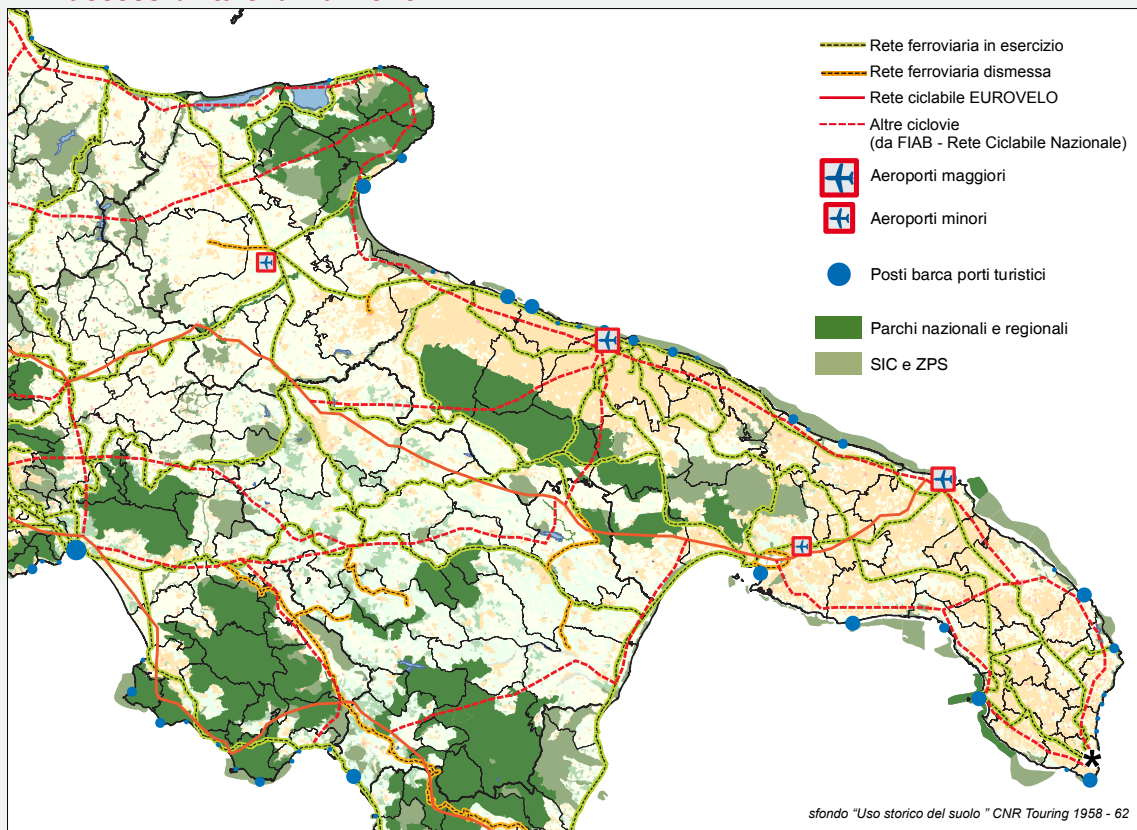 Rete ferroviaria in esercizio
Rete ferroviaria dismessa
Rete ciclabile EUROVELO
Altre ciclovie
(da FIAB - Rete Ciclabile Nazionale)
Aeroporti maggiori
Aeroporti minori
Posti barca porti turistici
Parchi nazionali e regionali
SIC e ZPS
*
sfondo "Uso storico del suolo " CNR Touring 1958 - 62